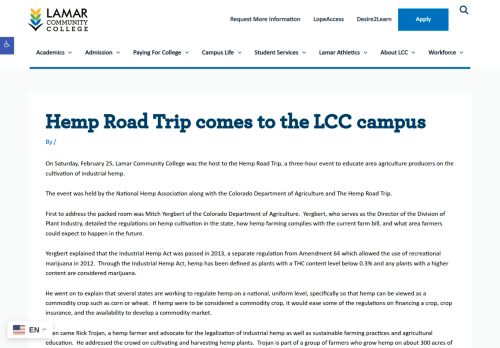 LAMAR
COMMUNITY
COLLEGE
Request More Information LopeAccess Desire2Learn Apply
Academics Admission Paying For College Campus Life Student Services Lamar Athletics About LCC Workforce
Hemp Road Trip comes to the LCC campus
By /
On Saturday, February 25, Lamar Community College was the host to the Hemp Road Trip, a three-hour event to educate area agriculture producers on the
cultivation of industrial hemp.
The event was held by the National Hemp Association along with the Colorado Department of Agriculture and The Hemp Road Trip.
First to address the packed room was Mitch Yergbert of the Colorado Department of Agriculture. Yergbert, who serves as the Director of the Division of
Plant Industry, detailed the regulations on hemp cultivation in the state, how hemp farming complies with the current farm bill, and what area farmers
could expect to happen in the future.
Yergbert explained that the Industrial Hemp Act was passed in 2013, a separate regulation from Amendment 64 which allowed the use of recreational
marijuana in 2012. Through the Industrial Hemp Act, hemp has been defined as plants with a THC content level below 0.3% and any plants with a higher
content are considered marijuana.
He went on to explain that several states are working to regulate hemp on a national, uniform level, specifically so that hemp can be viewed as a
commodity crop such as corn or wheat. If hemp were to be considered a commodity crop, it would ease some of the regulations on financing a crop, crop
insurance, and the availability to develop a commodity market.
en came Rick Trojan, a hemp farmer and advocate for the legalization of industrial hemp as well as sustainable farming practices and agricultural
education. He addressed the crowd on cultivating and harvesting hemp plants. Trojan is part of a group of farmers who grow hemp on about 300 acres of
EN